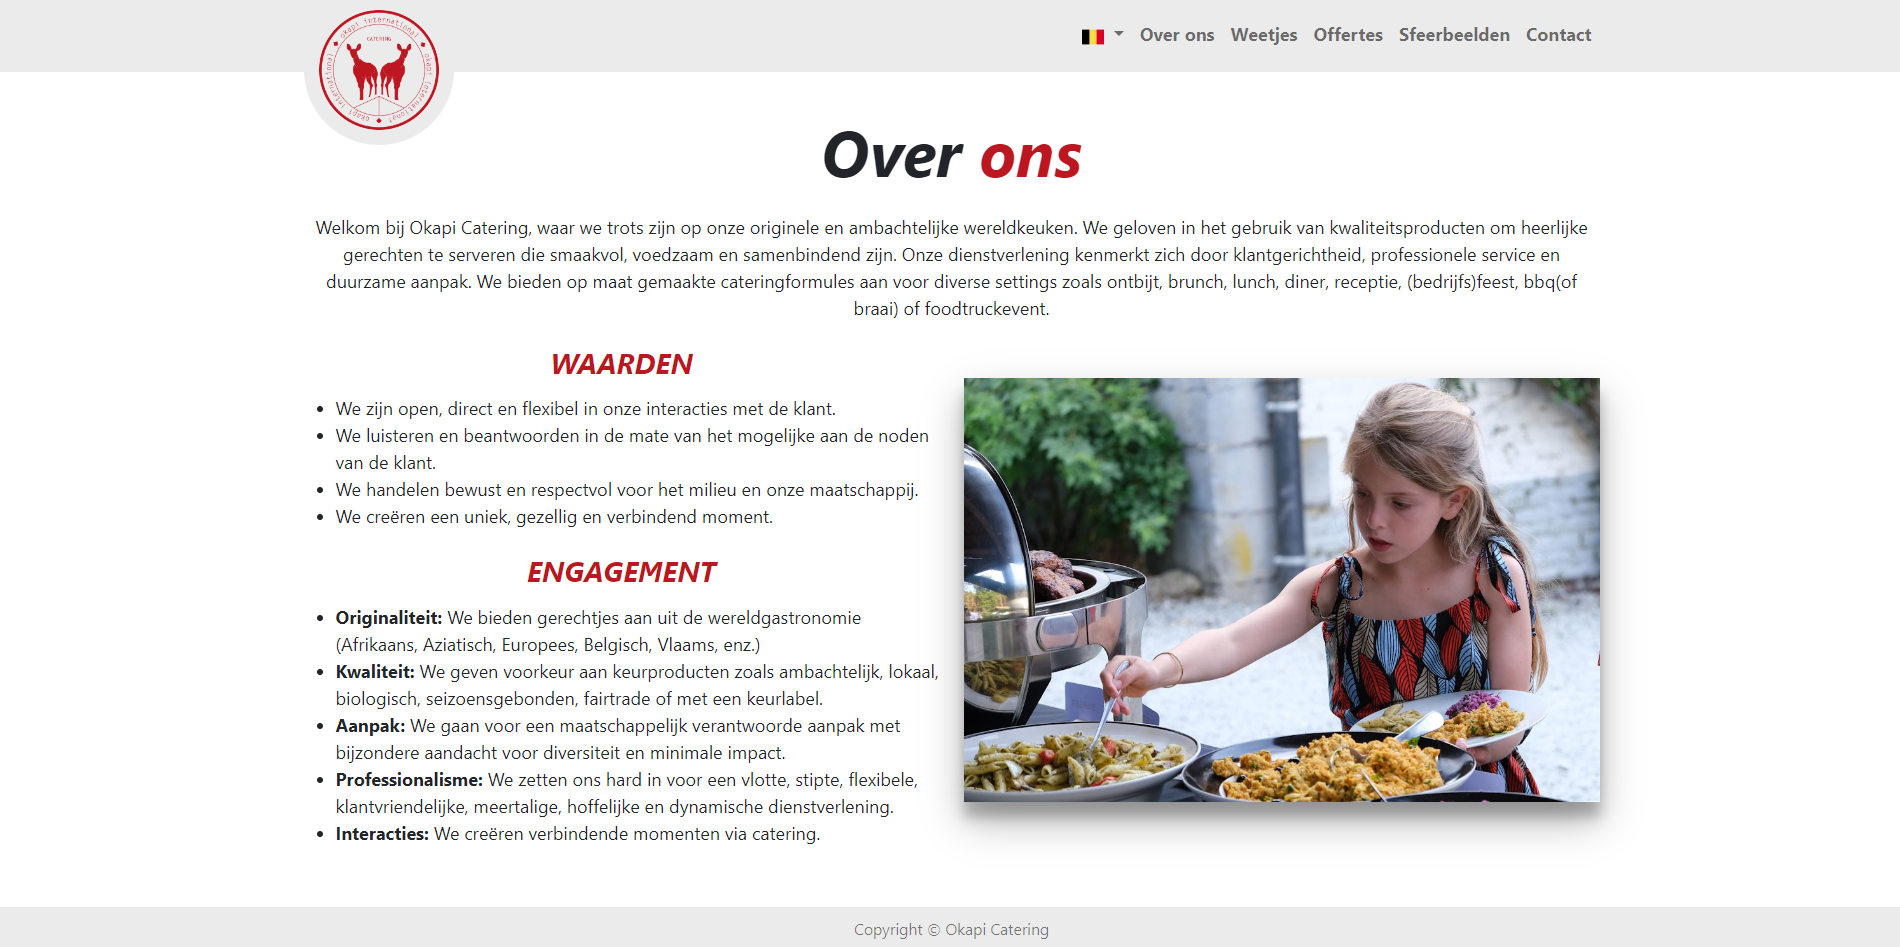 okapi international okapi international okapi international
CATERING
Over ons
Weetjes
Offertes
Sfeerbeelden
Contact
Over ons
Welkom bij Okapi Catering, waar we trots zijn op onze originele en ambachtelijke wereldkeuken. We geloven in het gebruik van kwaliteitsproducten om heerlijke
gerechten te serveren die smaakvol, voedzaam en samenbindend zijn. Onze dienstverlening kenmerkt zich door klantgerichtheid, professionele service en
duurzame aanpak. We bieden op maat gemaakte cateringformules aan voor diverse settings zoals ontbijt, brunch, lunch, diner, receptie, (bedrijfs)feest, bbq(of
braai) of foodtruckevent.
WAARDEN
• We zijn open, direct en flexibel in onze interacties met de klant.
• We luisteren en beantwoorden in de mate van het mogelijke aan de noden
van de klant.
• We handelen bewust en respectvol voor het milieu en onze maatschappij.
• We creëren een uniek, gezellig en verbindend moment.
ENGAGEMENT
• Originaliteit: We bieden gerechtjes aan uit de wereldgastronomie
(Afrikaans, Aziatisch, Europees, Belgisch, Vlaams, enz.)
• Kwaliteit: We geven voorkeur aan keurproducten zoals ambachtelijk, lokaal,
biologisch, seizoensgebonden, fairtrade of met een keurlabel.
• Aanpak: We gaan voor een maatschappelijk verantwoorde aanpak met
bijzondere aandacht voor diversiteit en minimale impact.
• Professionalisme: We zetten ons hard in voor een vlotte, stipte, flexibele,
klantvriendelijke, meertalige, hoffelijke en dynamische dienstverlening.
• Interacties: We creëren verbindende momenten via catering.
Copyright © Okapi Catering